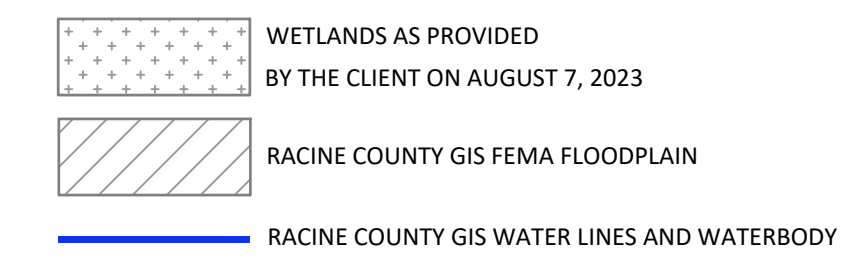 WETLANDS AS PROVIDED
BY THE CLIENT ON AUGUST 7, 2023
RACINE COUNTY GIS FEMA FLOODPLAIN
RACINE COUNTY GIS WATER LINES AND WATERBODY